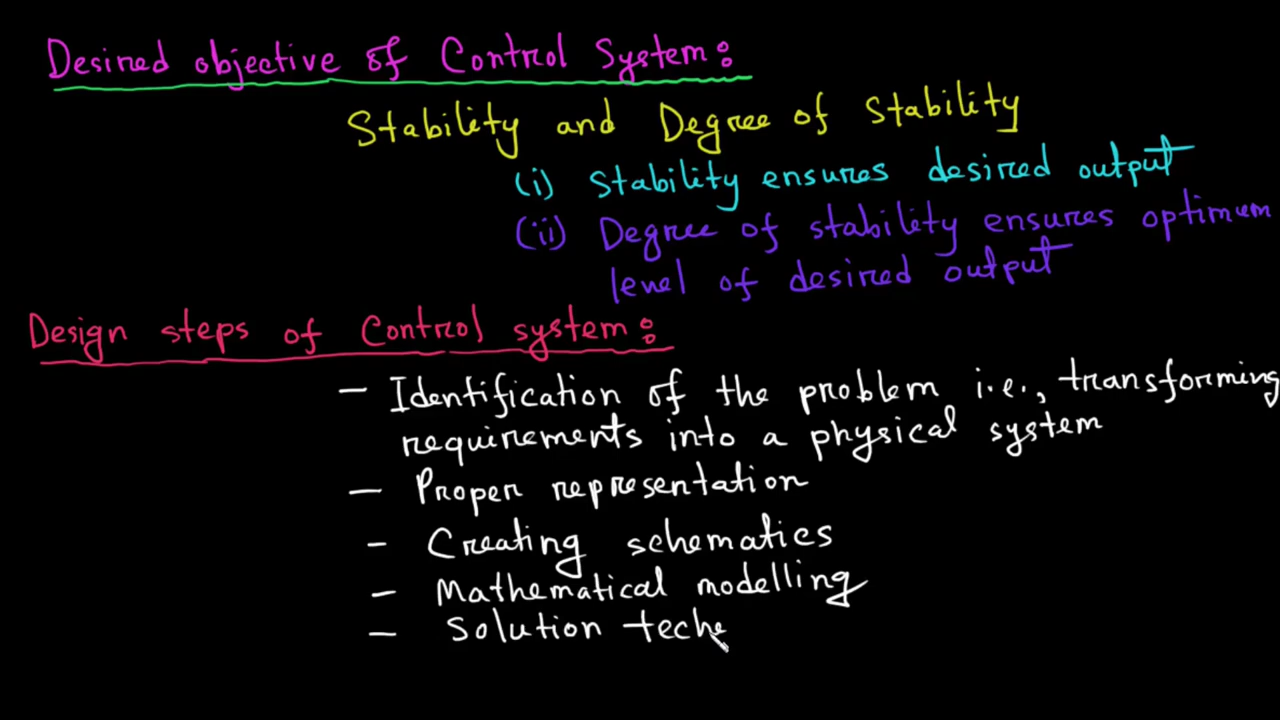 Desired objective of Control System:
Stability and Degree of Stability
(i) Stability ensures desired output
(ii) Degree of stability ensures optimum
level of desired output
Design steps of Control system:
- Identification of the problem i.e., transforming
requirements into a physical system
- Proper representation
- Creating schematics
- Mathematical modelling
- Solution